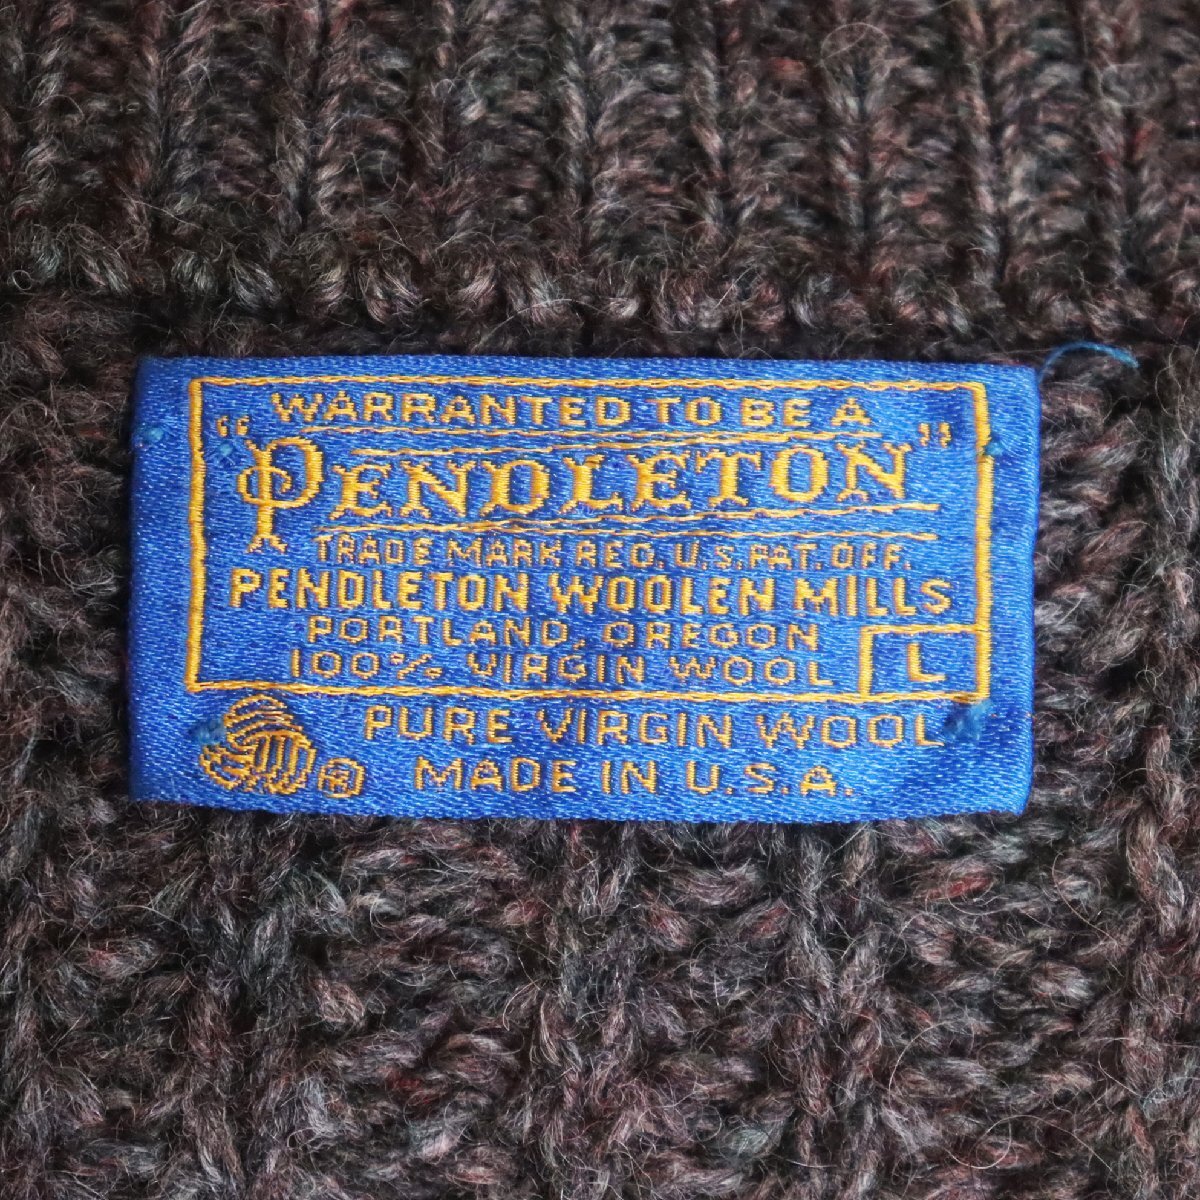 WARRANTED TO BE A
"PENDLETON"
TRADE MARK REG. U.S. PAT. OFF.
PENDLETON WOOLEN MILLS
PORTLAND, OREGON
100% VIRGIN WOOL
L
PURE VIRGIN WOOL
® MADE IN U.S.A.